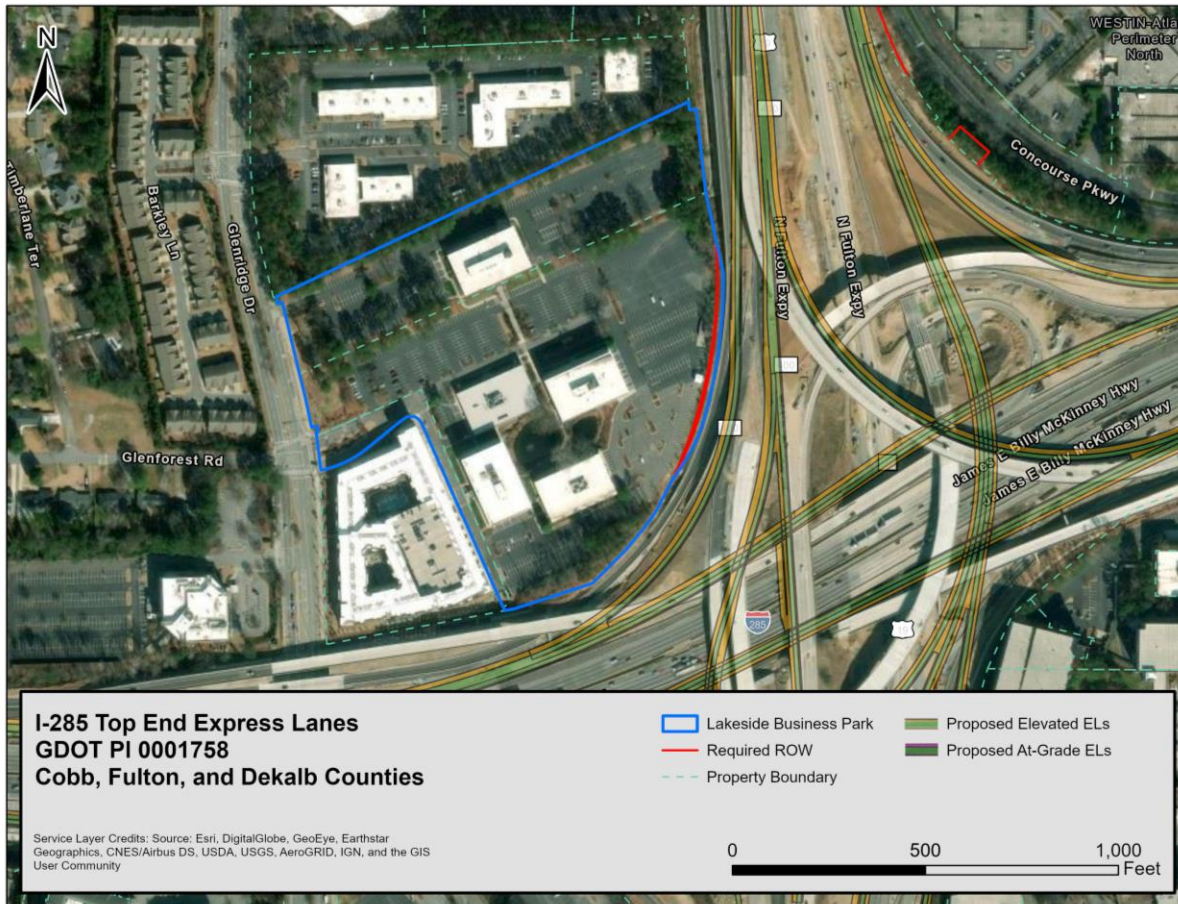 N
WESTIN-Atla
Perimeter
North
Concourse Pkwy
Timberlane Ter
Barkley Ln
Glenridge Dr
N Fulton Expy
N Fulton Expy
Glenforest Rd
James E Billy McKinney Hwy
James E Billy McKinney Hwy
285
19
I-285 Top End Express Lanes
GDOT PI 0001758
Cobb, Fulton, and Dekalb Counties
Lakeside Business Park
Required ROW
Property Boundary
Proposed Elevated ELs
Proposed At-Grade ELs
Service Layer Credits: Source: Esri, DigitalGlobe, GeoEye, Earthstar
Geographics, CNES/Airbus DS, USDA, USGS, AeroGRID, IGN, and the GIS
User Community
0 500 1,000
Feet